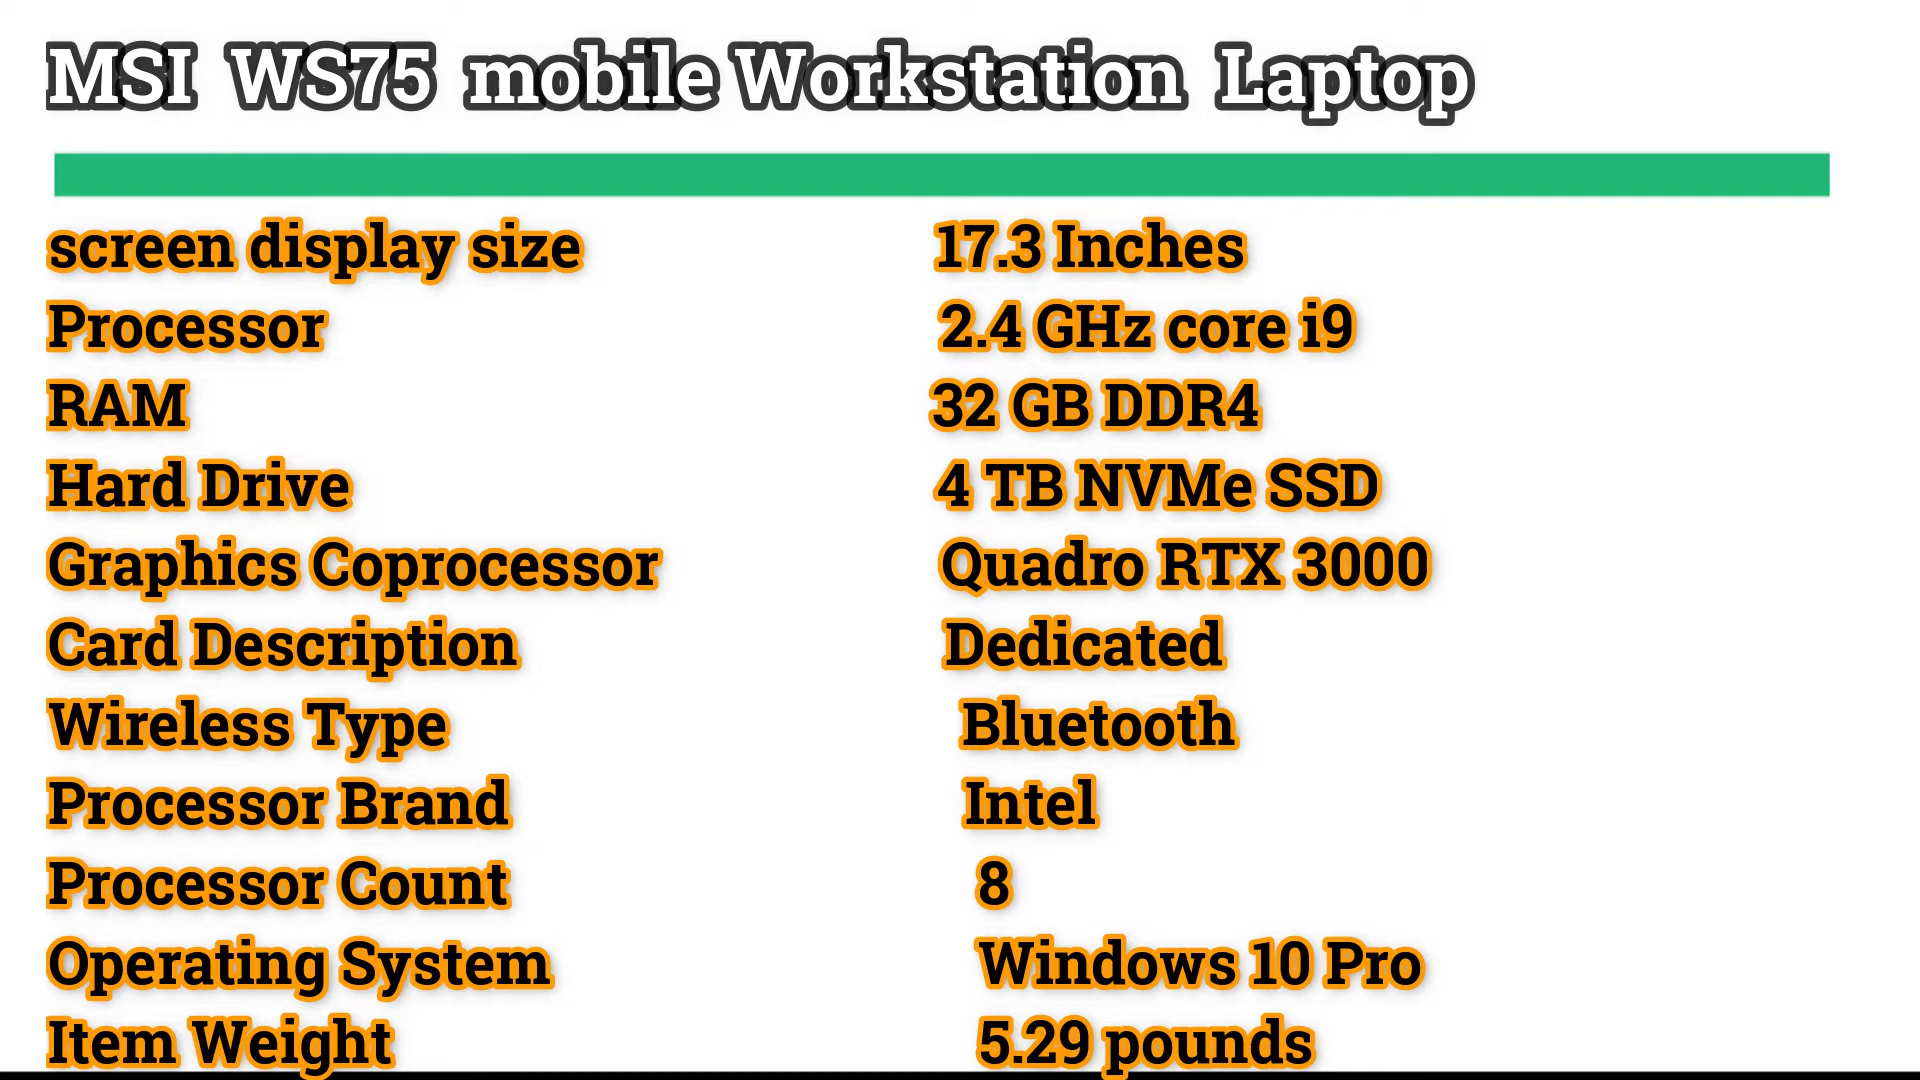 MSI WS75 mobile Workstation Laptop
screen display size 17.3 Inches
Processor 2.4 GHz core i9
RAM 32 GB DDR4
Hard Drive 4 TB NVMe SSD
Graphics Coprocessor Quadro RTX 3000
Card Description Dedicated
Wireless Type Bluetooth
Processor Brand Intel
Processor Count 8
Operating System Windows 10 Pro
Item Weight 5.29 pounds